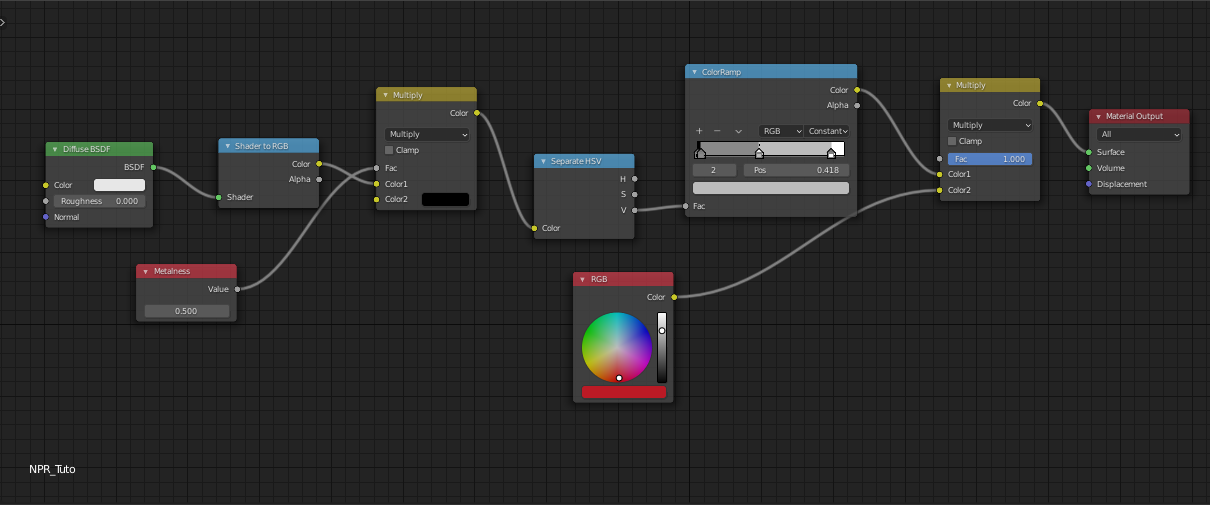 Diffuse BSDF
BSDF
Color
Roughness 0.000
Normal
Shader to RGB
Color
Alpha
Shader
Metalness
Value
0.500
Multiply
Color
Multiply
Clamp
Fac
Color1
Color2
Separate HSV
H
S
V
Color
RGB
Color
ColorRamp
Color
Alpha
+ − RGB Constant
2 Pos 0.418
Fac
Multiply
Color
Multiply
Clamp
Fac 1.000
Color1
Color2
Material Output
All
Surface
Volume
Displacement
NPR_Tuto